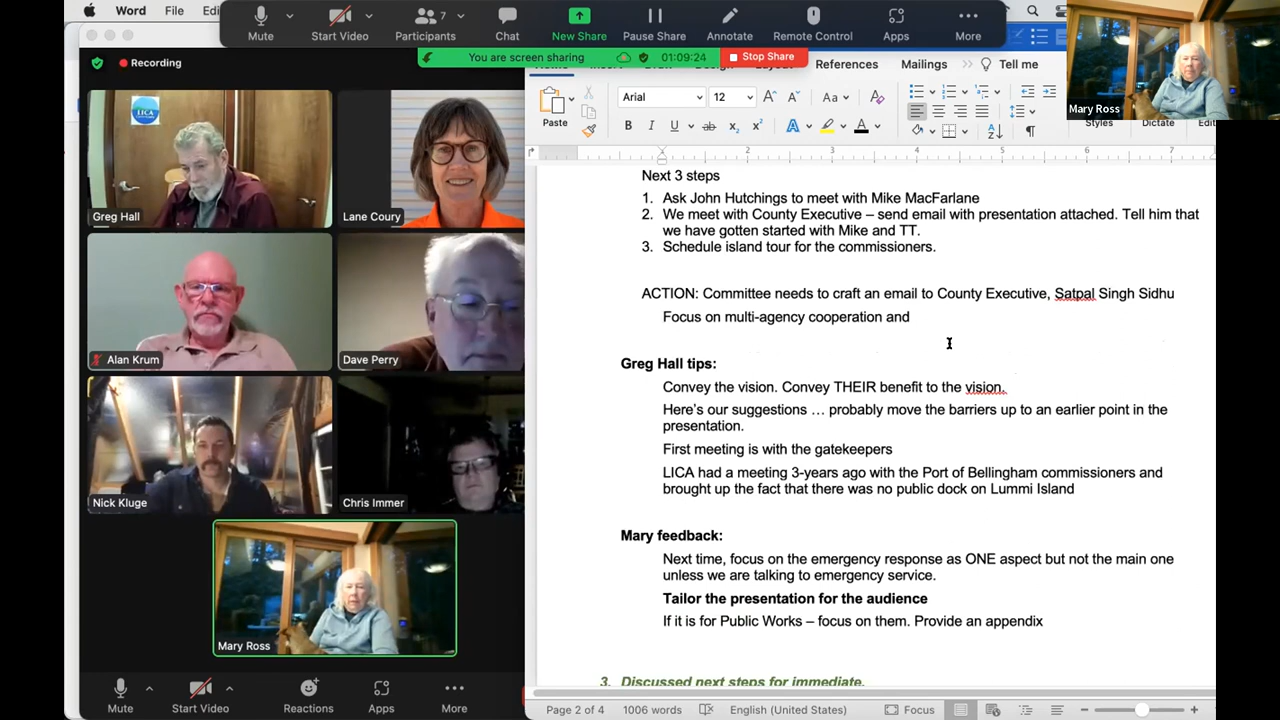 Word File Edi
Mute Start Video Participants 7 Chat New Share Pause Share Annotate Remote Control Apps More
You are screen sharing 01:09:24 Stop Share
Recording
LICA
Greg Hall
Lane Coury
Alan Krum
Dave Perry
Nick Kluge
Chris Immer
Mary Ross
Mute Start Video Reactions Apps More
Mary Ross
References Mailings Tell me
Paste Arial 12 Aa Styles Dictate Edit
2 3 4 5 6 7
Next 3 steps
1. Ask John Hutchings to meet with Mike MacFarlane
2. We meet with County Executive – send email with presentation attached. Tell him that
we have gotten started with Mike and TT.
3. Schedule island tour for the commissioners.
ACTION: Committee needs to craft an email to County Executive, Satpal Singh Sidhu
Focus on multi-agency cooperation and
Greg Hall tips:
Convey the vision. Convey THEIR benefit to the vision.
Here's our suggestions … probably move the barriers up to an earlier point in the
presentation.
First meeting is with the gatekeepers
LICA had a meeting 3-years ago with the Port of Bellingham commissioners and
brought up the fact that there was no public dock on Lummi Island
Mary feedback:
Next time, focus on the emergency response as ONE aspect but not the main one
unless we are talking to emergency service.
Tailor the presentation for the audience
If it is for Public Works – focus on them. Provide an appendix
3. Discussed next steps for immediate.
Page 2 of 4 1006 words English (United States) Focus